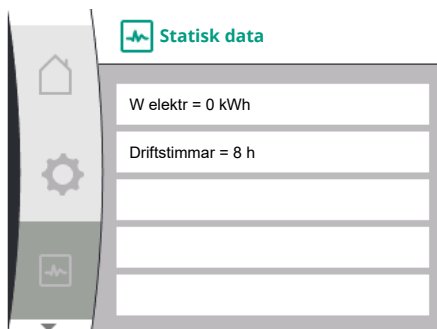 Statisk data
W elektr = 0 kWh
Driftstimmar = 8 h